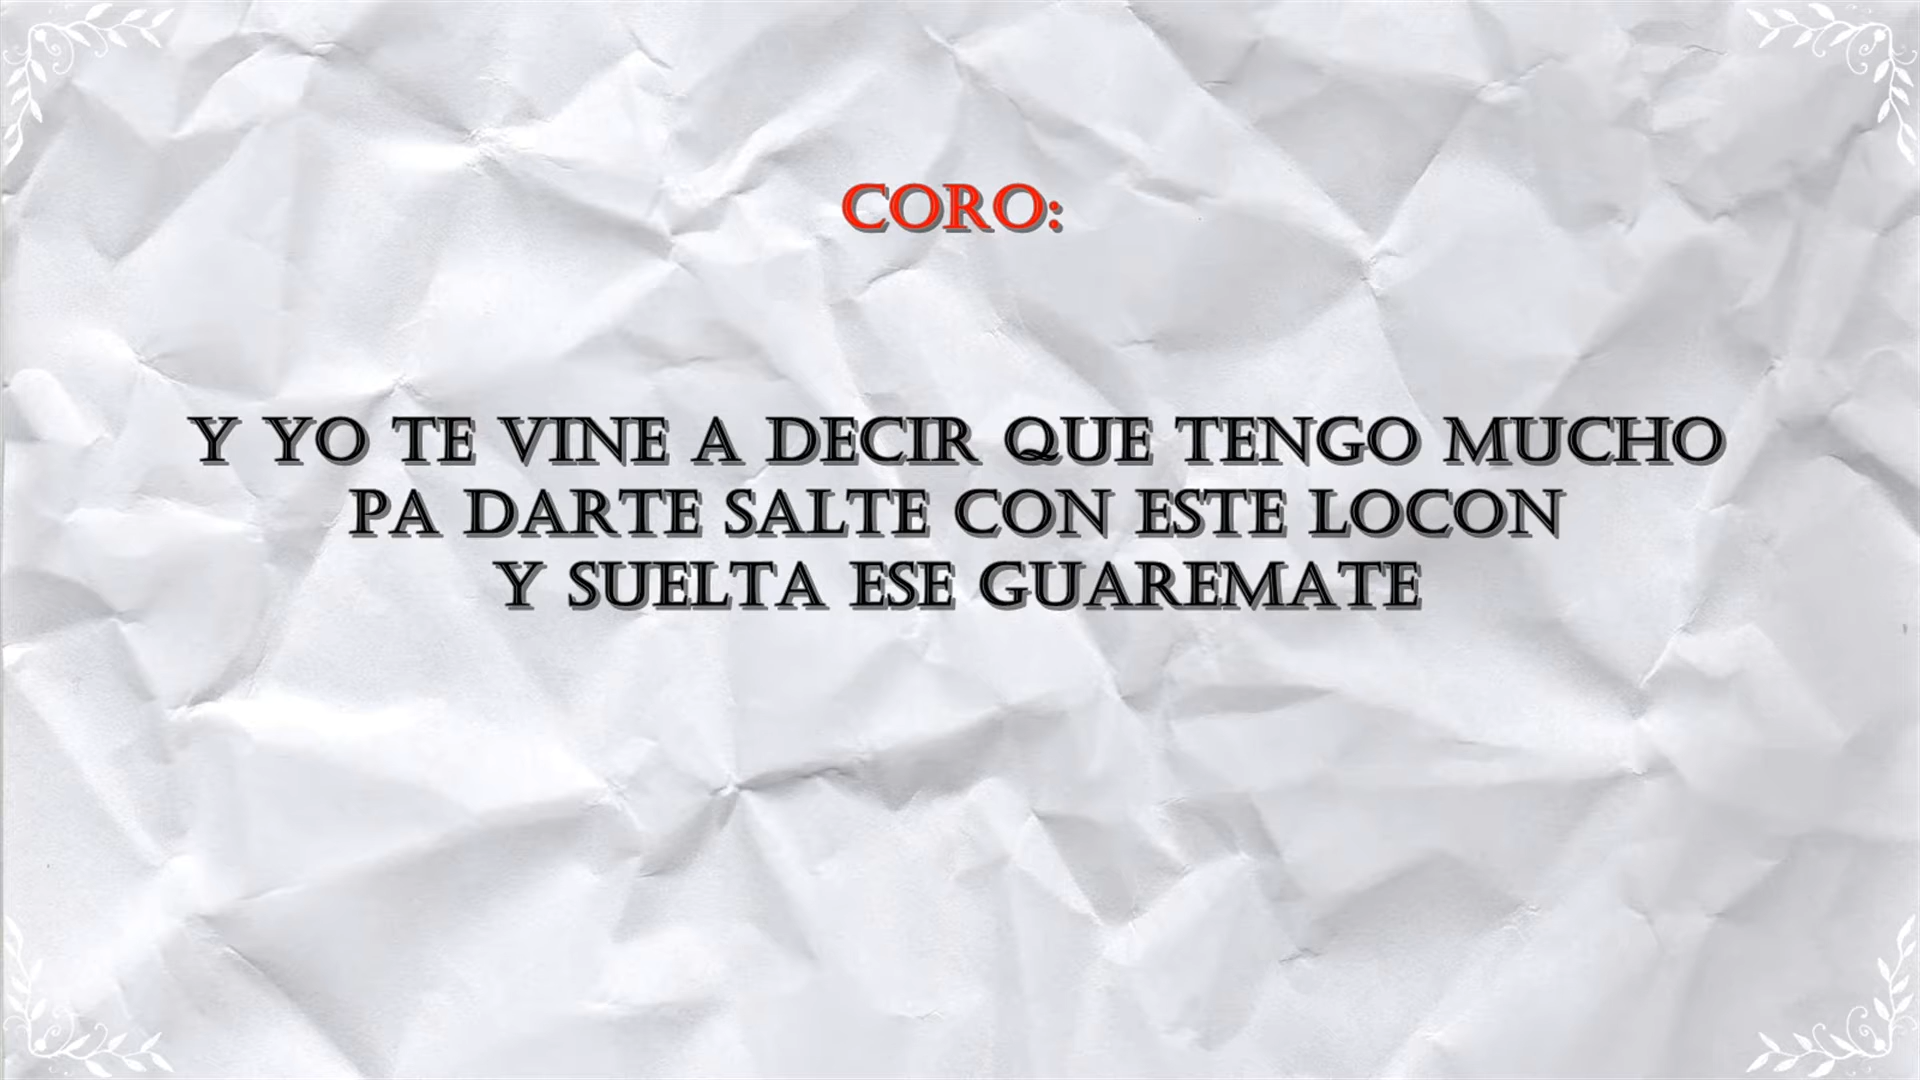 CORO:
Y YO TE VINE A DECIR QUE TENGO MUCHO
PA DARTE SALTE CON ESTE LOCON
Y SUELTA ESE GUAREMATE